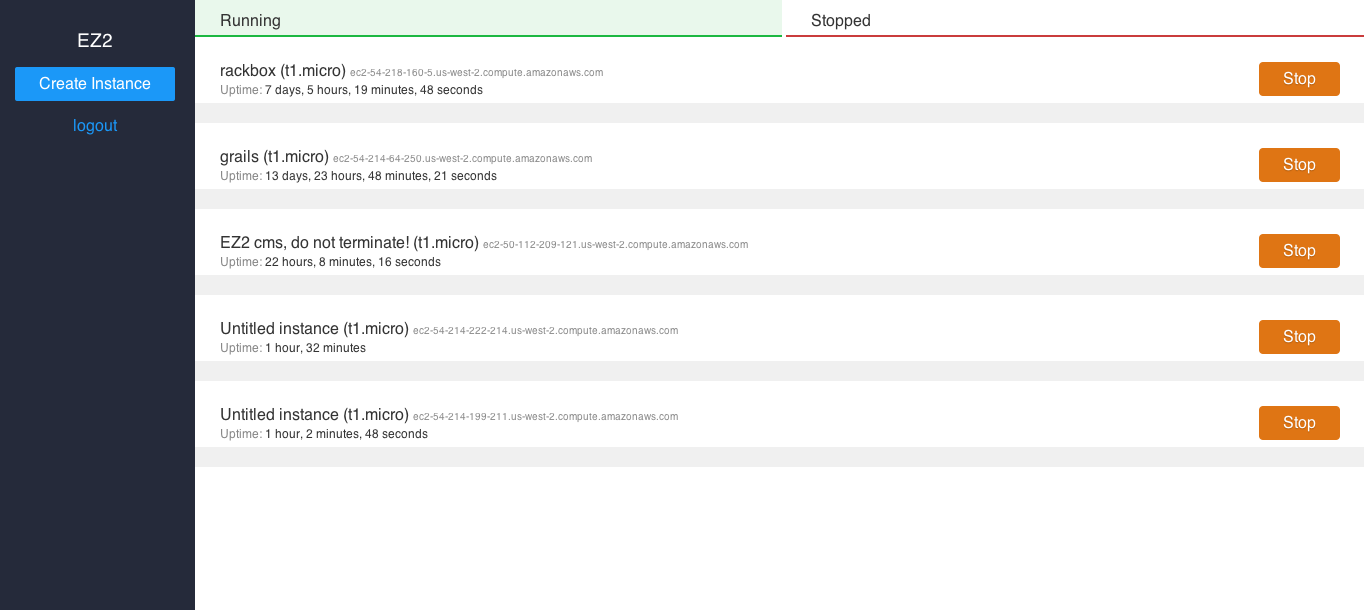 EZ2
Create Instance
logout
Running
Stopped
rackbox (t1.micro) ec2-54-218-160-5.us-west-2.compute.amazonaws.com
Uptime: 7 days, 5 hours, 19 minutes, 48 seconds
Stop
grails (t1.micro) ec2-54-214-64-250.us-west-2.compute.amazonaws.com
Uptime: 13 days, 23 hours, 48 minutes, 21 seconds
Stop
EZ2 cms, do not terminate! (t1.micro) ec2-50-112-209-121.us-west-2.compute.amazonaws.com
Uptime: 22 hours, 8 minutes, 16 seconds
Stop
Untitled instance (t1.micro) ec2-54-214-222-214.us-west-2.compute.amazonaws.com
Uptime: 1 hour, 32 minutes
Stop
Untitled instance (t1.micro) ec2-54-214-199-211.us-west-2.compute.amazonaws.com
Uptime: 1 hour, 2 minutes, 48 seconds
Stop